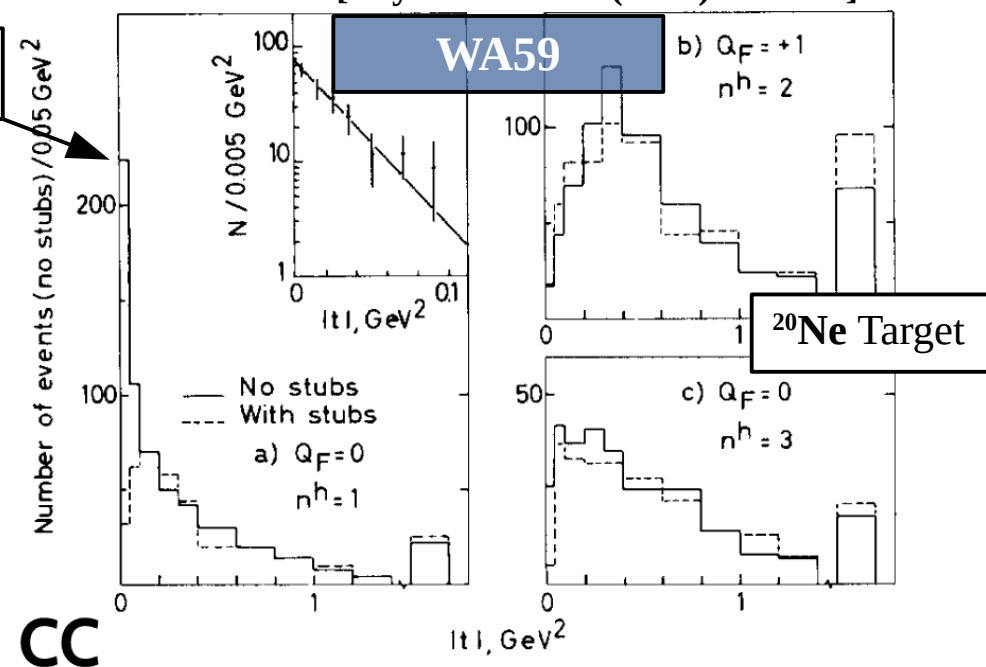 WA59
100
10
1
0
0.1
N / 0.005 GeV²
|t|, GeV²
Number of events (no stubs) / 0.05 GeV²
200
100
No stubs
With stubs
a) Q_F = 0
n^h = 1
0
1
b) Q_F = +1
n^h = 2
100
0
1
²⁰Ne Target
c) Q_F = 0
n^h = 3
50
0
1
|t|, GeV²
CC